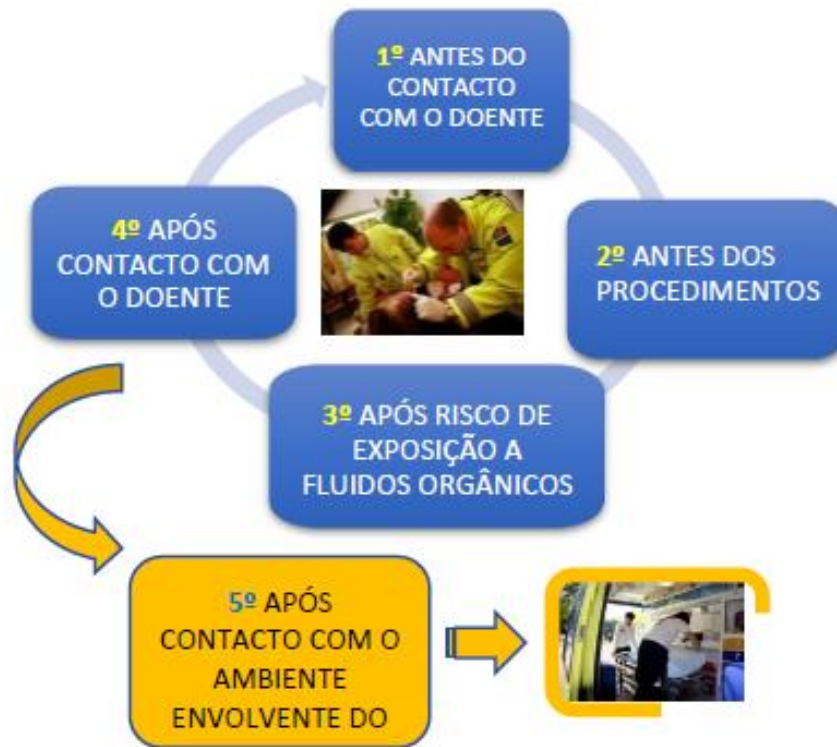 1º ANTES DO
CONTACTO
COM O DOENTE
2º ANTES DOS
PROCEDIMENTOS
3º APÓS RISCO DE
EXPOSIÇÃO A
FLUIDOS ORGÂNICOS
4º APÓS
CONTACTO COM
O DOENTE
5º APÓS
CONTACTO COM O
AMBIENTE
ENVOLVENTE DO